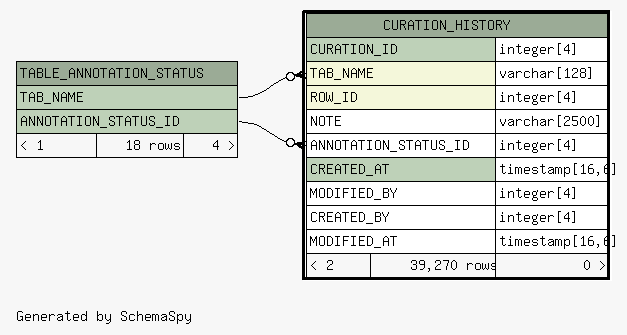 CURATION_HISTORY
CURATION_ID integer[4]
TABLE_ANNOTATION_STATUS
TAB_NAME varchar[128]
TAB_NAME
ROW_ID integer[4]
ANNOTATION_STATUS_ID
NOTE varchar[2500]
< 1 18 rows 4 >
ANNOTATION_STATUS_ID integer[4]
CREATED_AT timestamp[16,6]
MODIFIED_BY integer[4]
CREATED_BY integer[4]
MODIFIED_AT timestamp[16,6]
< 2 39,270 rows 0 >
Generated by SchemaSpy